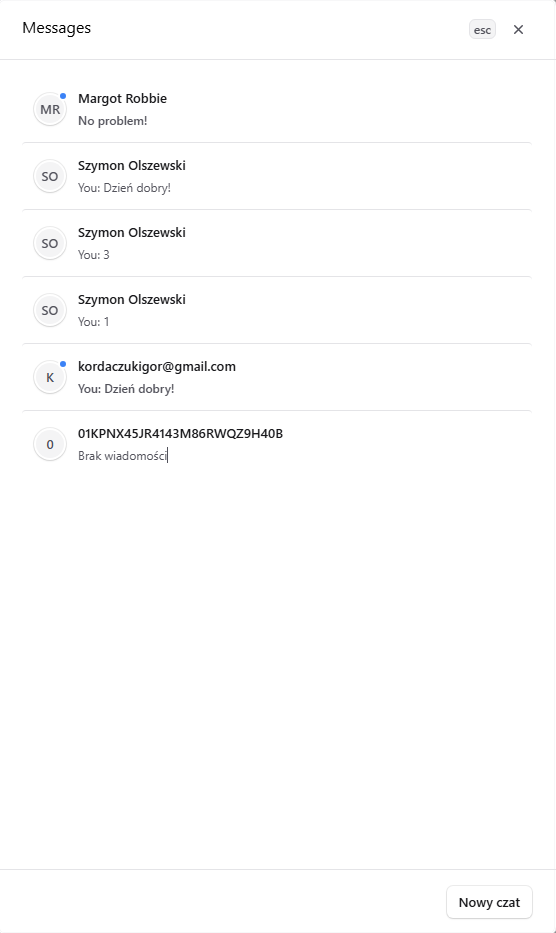 Messages
esc
MR
Margot Robbie
No problem!
SO
Szymon Olszewski
You: Dzień dobry!
SO
Szymon Olszewski
You: 3
SO
Szymon Olszewski
You: 1
K
kordaczukigor@gmail.com
You: Dzień dobry!
0
01KPNX45JR4143M86RWQZ9H40B
Brak wiadomości
Nowy czat